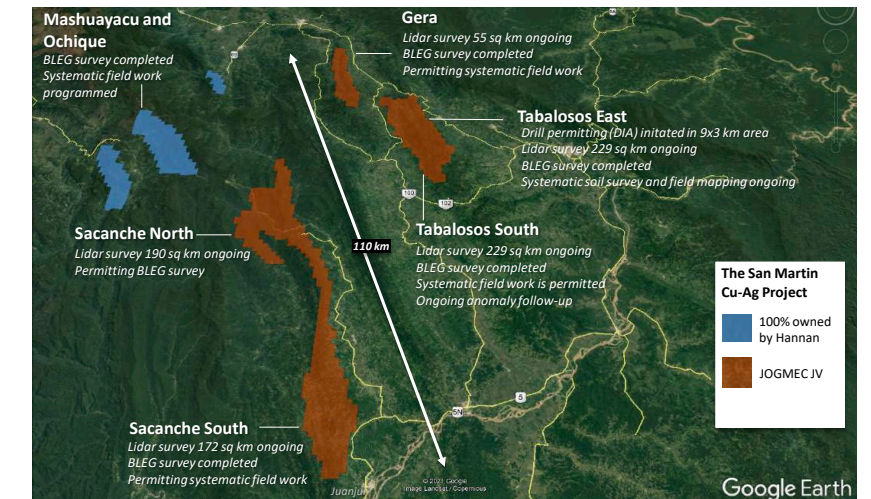 Mashuayacu and
Ochique
BLEG survey completed
Systematic field work
programmed
Gera
Lidar survey 55 sq km ongoing
BLEG survey completed
Permitting systematic field work
Tabalosos East
Drill permitting (DIA) initated in 9x3 km area
Lidar survey 229 sq km ongoing
BLEG survey completed
Systematic soil survey and field mapping ongoing
Sacanche North
Lidar survey 190 sq km ongoing
Permitting BLEG survey
110 km
102
Tabalosos South
Lidar survey 229 sq km ongoing
BLEG survey completed
Systematic field work is permitted
Ongoing anomaly follow-up
The San Martin
Cu-Ag Project
100% owned
by Hannan
JOGMEC JV
5
5N
Sacanche South
Lidar survey 172 sq km ongoing
BLEG survey completed
Permitting systematic field work
Juanjuí
© 2021 Google
Image Landsat / Copernicus
Google Earth